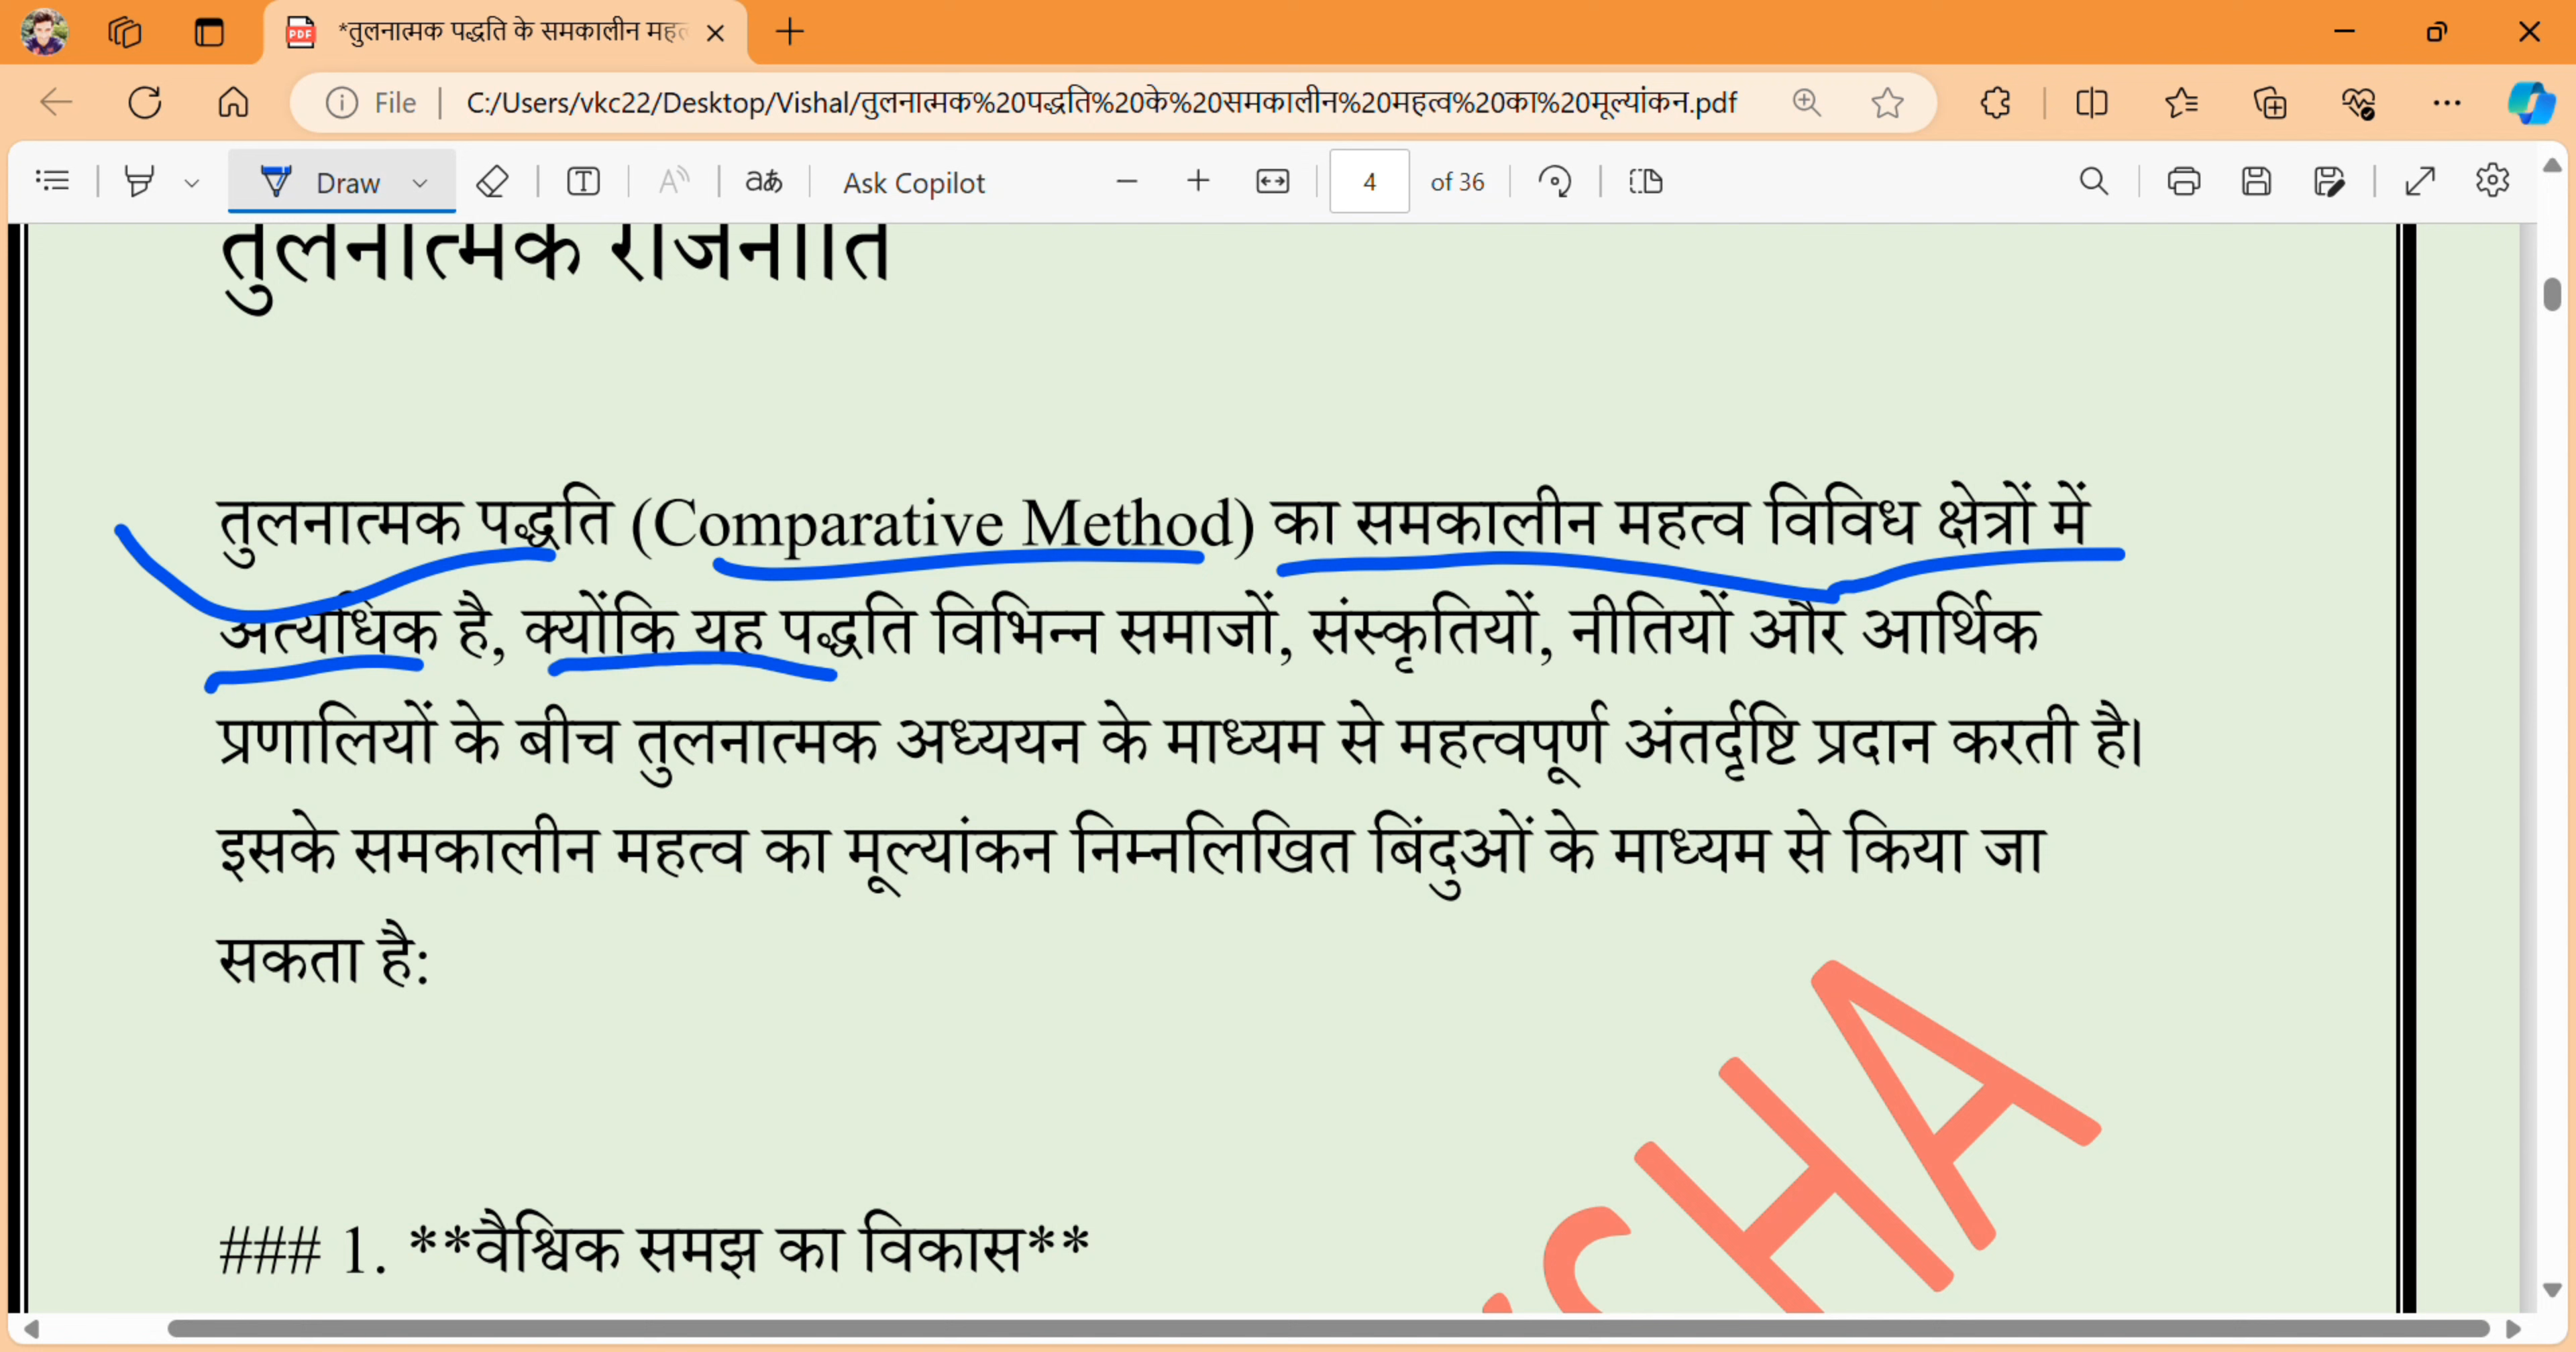 *तुलनात्मक पद्धति के समकालीन मह
File
C:/Users/vkc22/Desktop/Vishal/तुलनात्मक%20पद्धति%20के%20समकालीन%20महत्व%20का%20मूल्यांकन.pdf
Draw
Ask Copilot
4 of 36
तुलनात्मक राजनीति
तुलनात्मक पद्धति (Comparative Method) का समकालीन महत्व विविध क्षेत्रों में
अत्यधिक है, क्योंकि यह पद्धति विभिन्न समाजों, संस्कृतियों, नीतियों और आर्थिक
प्रणालियों के बीच तुलनात्मक अध्ययन के माध्यम से महत्वपूर्ण अंतर्दृष्टि प्रदान करती है।
इसके समकालीन महत्व का मूल्यांकन निम्नलिखित बिंदुओं के माध्यम से किया जा
सकता है:
### 1. **वैश्विक समझ का विकास**